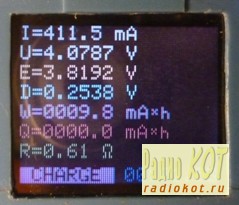 I=411.5 mA
U=4.0787 V
E=3.8192 V
D=0.2538 V
W=0009.8 mA×h
Q=0000.0 mA×h
R=0.61 Ω
CHARGE
Радио КОТ
radiokot.ru